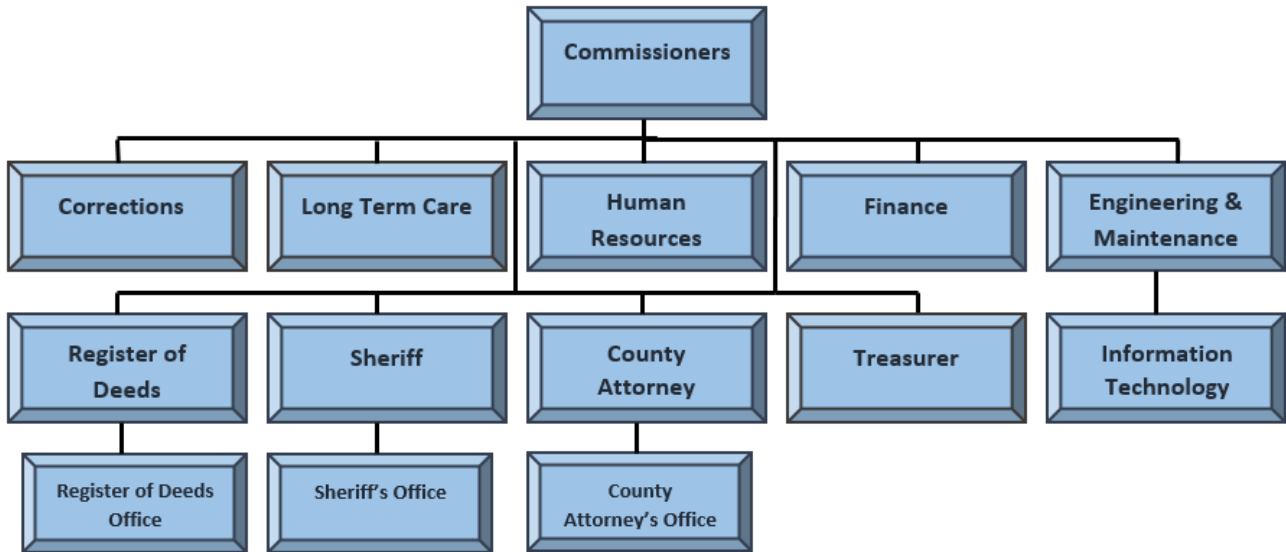 Commissioners
Corrections
Long Term Care
Human
Resources
Finance
Engineering &
Maintenance
Register of
Deeds
Sheriff
County
Attorney
Treasurer
Information
Technology
Register of Deeds
Office
Sheriff’s Office
County
Attorney’s Office